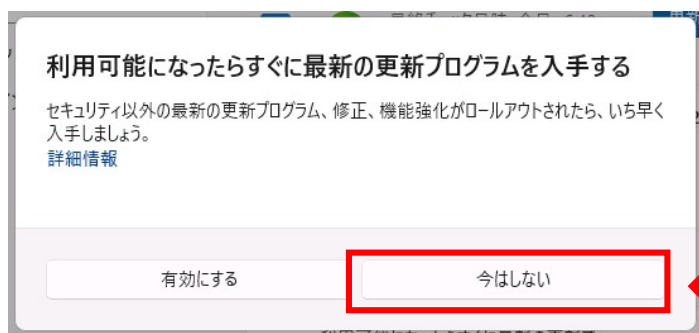 利用可能になったらすぐに最新の更新プログラムを入手する
セキュリティ以外の最新の更新プログラム、修正、機能強化がロールアウトされたら、いち早く
入手しましょう。
詳細情報
有効にする
今はしない